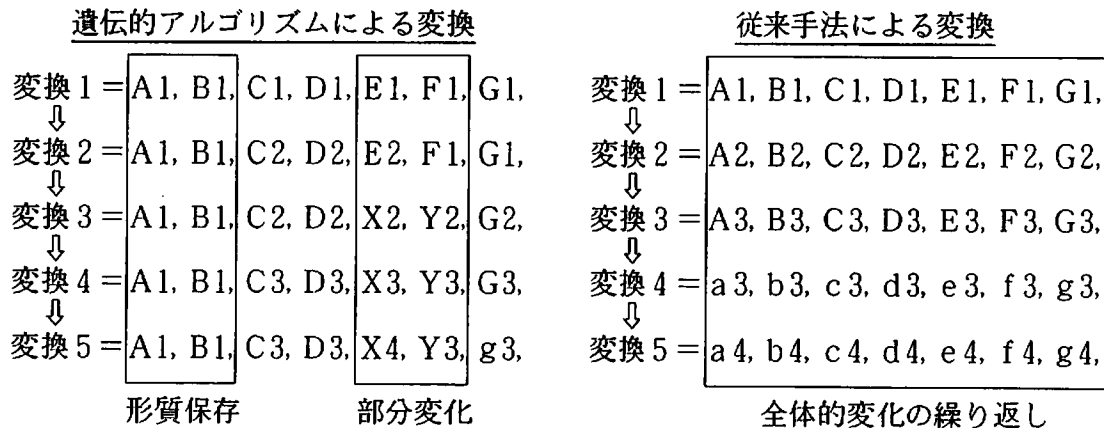 遺伝的アルゴリズムによる変換
変換1=A1, B1, C1, D1, E1, F1, G1,
⇩
変換2=A1, B1, C2, D2, E2, F1, G1,
⇩
変換3=A1, B1, C2, D2, X2, Y2, G2,
⇩
変換4=A1, B1, C3, D3, X3, Y3, G3,
⇩
変換5=A1, B1, C3, D3, X4, Y3, g3,
形質保存 部分変化
従来手法による変換
変換1=A1, B1, C1, D1, E1, F1, G1,
⇩
変換2=A2, B2, C2, D2, E2, F2, G2,
⇩
変換3=A3, B3, C3, D3, E3, F3, G3,
⇩
変換4=a3, b3, c3, d3, e3, f3, g3,
⇩
変換5=a4, b4, c4, d4, e4, f4, g4,
全体的変化の繰り返し